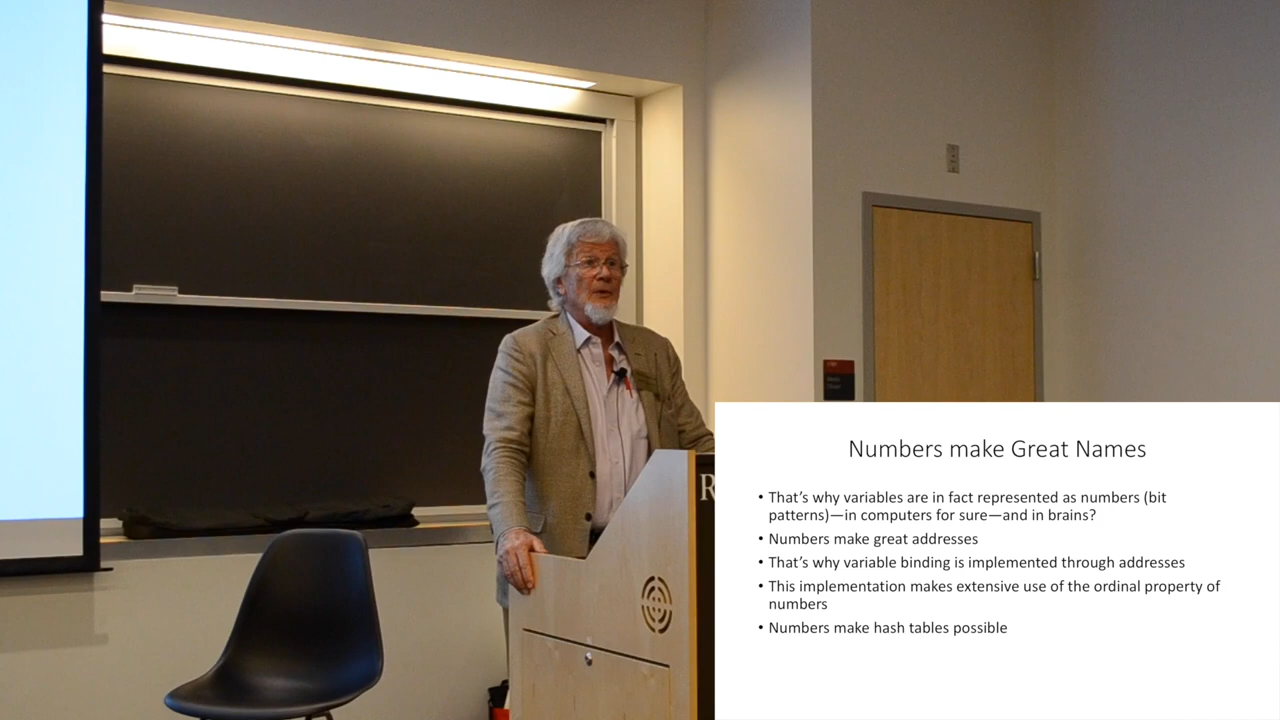 R
Numbers make Great Names
• That’s why variables are in fact represented as numbers (bit
patterns)—in computers for sure—and in brains?
• Numbers make great addresses
• That’s why variable binding is implemented through addresses
• This implementation makes extensive use of the ordinal property of
numbers
• Numbers make hash tables possible